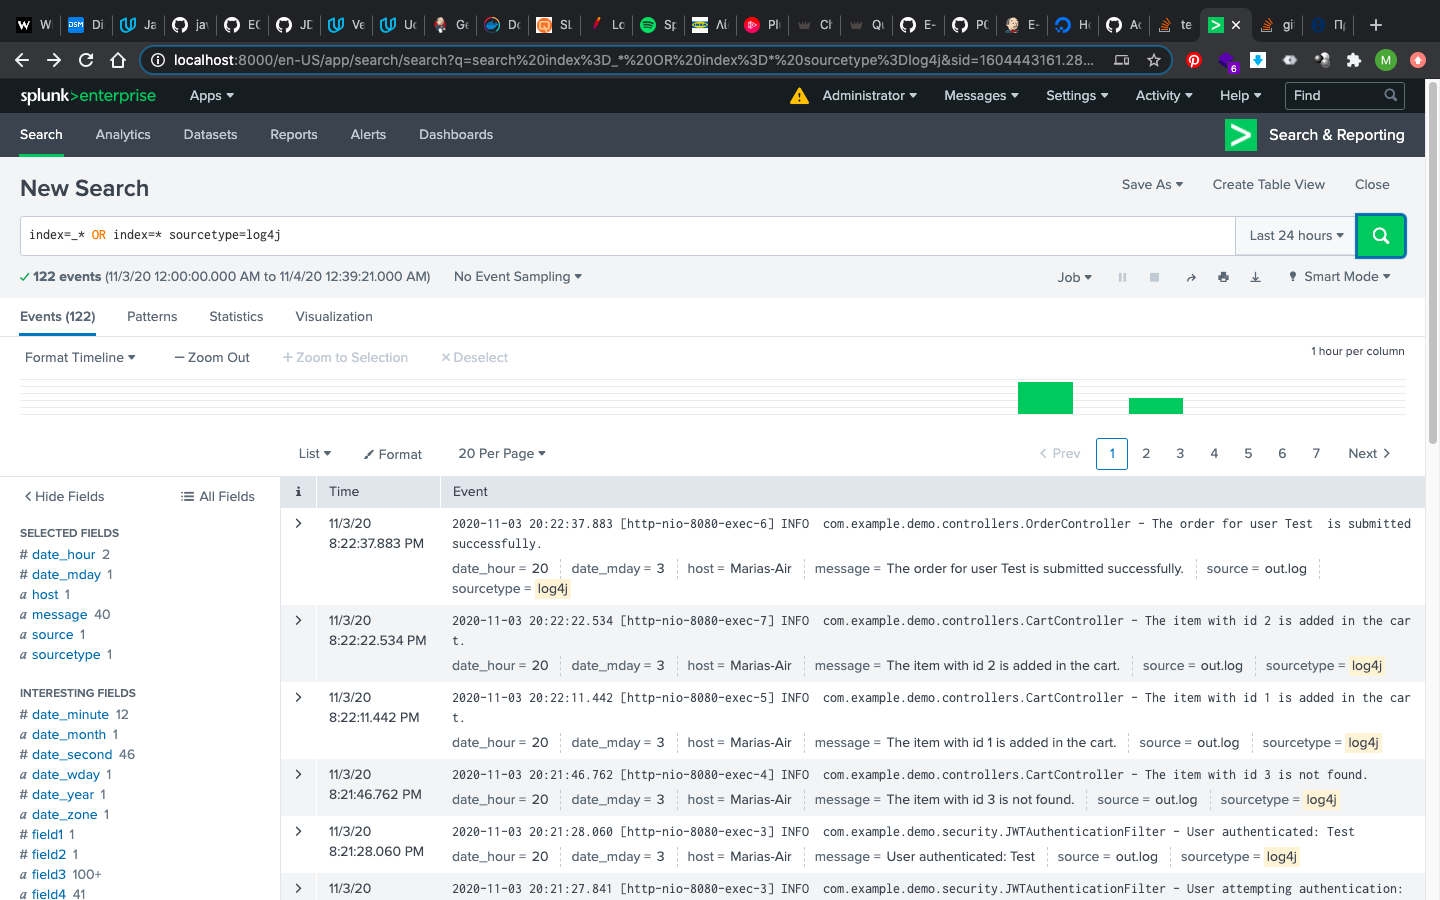 W Di Ja jav EC JE Ve Uc Ge Do SL Lo Sp Al Plu Ch Qu E- PC E- Ho Ac te git Пр
localhost:8000/en-US/app/search/search?q=search%20index%3D_*%20OR%20index%3D*%20sourcetype%3Dlog4j&sid=1604443161.28...
6
M
splunk>enterprise Apps Administrator Messages Settings Activity Help Find
Search Analytics Datasets Reports Alerts Dashboards Search & Reporting
New Search Save As Create Table View Close
index=_* OR index=* sourcetype=log4j Last 24 hours
122 events (11/3/20 12:00:00.000 AM to 11/4/20 12:39:21.000 AM) No Event Sampling Job Smart Mode
Events (122) Patterns Statistics Visualization
Format Timeline Zoom Out Zoom to Selection Deselect 1 hour per column
List Format 20 Per Page Prev 1 2 3 4 5 6 7 Next
Hide Fields All Fields
SELECTED FIELDS
# date_hour 2
# date_mday 1
a host 1
a message 40
a source 1
a sourcetype 1
INTERESTING FIELDS
# date_minute 12
a date_month 1
# date_second 46
a date_wday 1
# date_year 1
a date_zone 1
# field1 1
# field2 1
a field3 100+
a field4 41
i Time Event
11/3/20
8:22:37.883 PM
2020-11-03 20:22:37.883 [http-nio-8080-exec-6] INFO com.example.demo.controllers.OrderController - The order for user Test is submitted
successfully.
date_hour = 20 date_mday = 3 host = Marias-Air message = The order for user Test is submitted successfully. source = out.log
sourcetype = log4j
11/3/20
8:22:22.534 PM
2020-11-03 20:22:22.534 [http-nio-8080-exec-7] INFO com.example.demo.controllers.CartController - The item with id 2 is added in the car
t.
date_hour = 20 date_mday = 3 host = Marias-Air message = The item with id 2 is added in the cart. source = out.log sourcetype = log4j
11/3/20
8:22:11.442 PM
2020-11-03 20:22:11.442 [http-nio-8080-exec-5] INFO com.example.demo.controllers.CartController - The item with id 1 is added in the car
t.
date_hour = 20 date_mday = 3 host = Marias-Air message = The item with id 1 is added in the cart. source = out.log sourcetype = log4j
11/3/20
8:21:46.762 PM
2020-11-03 20:21:46.762 [http-nio-8080-exec-4] INFO com.example.demo.controllers.CartController - The item with id 3 is not found.
date_hour = 20 date_mday = 3 host = Marias-Air message = The item with id 3 is not found. source = out.log sourcetype = log4j
11/3/20
8:21:28.060 PM
2020-11-03 20:21:28.060 [http-nio-8080-exec-3] INFO com.example.demo.security.JWTAuthenticationFilter - User authenticated: Test
date_hour = 20 date_mday = 3 host = Marias-Air message = User authenticated: Test source = out.log sourcetype = log4j
11/3/20
2020-11-03 20:21:27.841 [http-nio-8080-exec-3] INFO com.example.demo.security.JWTAuthenticationFilter - User attempting authentication: